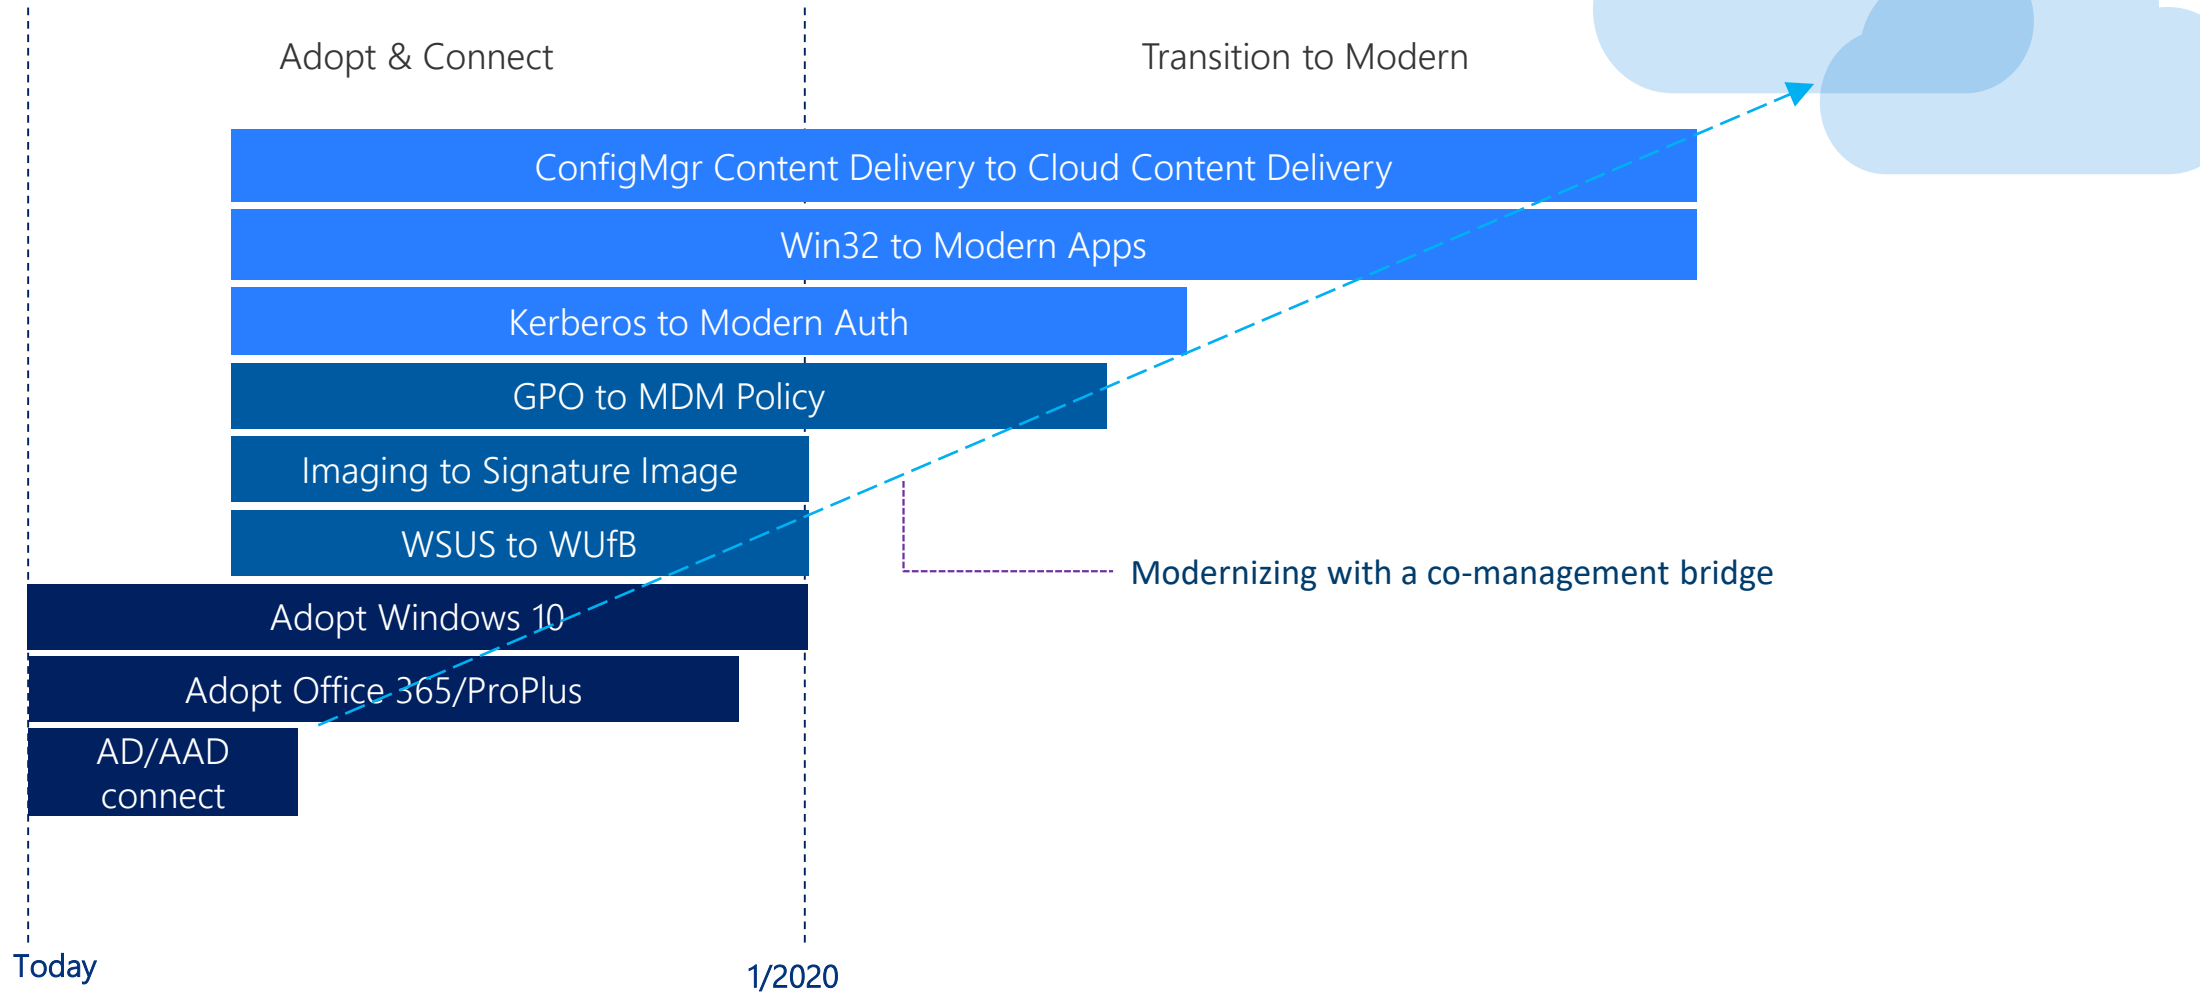 Adopt & Connect
Transition to Modern
ConfigMgr Content Delivery to Cloud Content Delivery
Win32 to Modern Apps
Kerberos to Modern Auth
GPO to MDM Policy
Imaging to Signature Image
WSUS to WUfB
Modernizing with a co-management bridge
Adopt Windows 10
Adopt Office 365/ProPlus
AD/AAD
connect
Today
1/2020